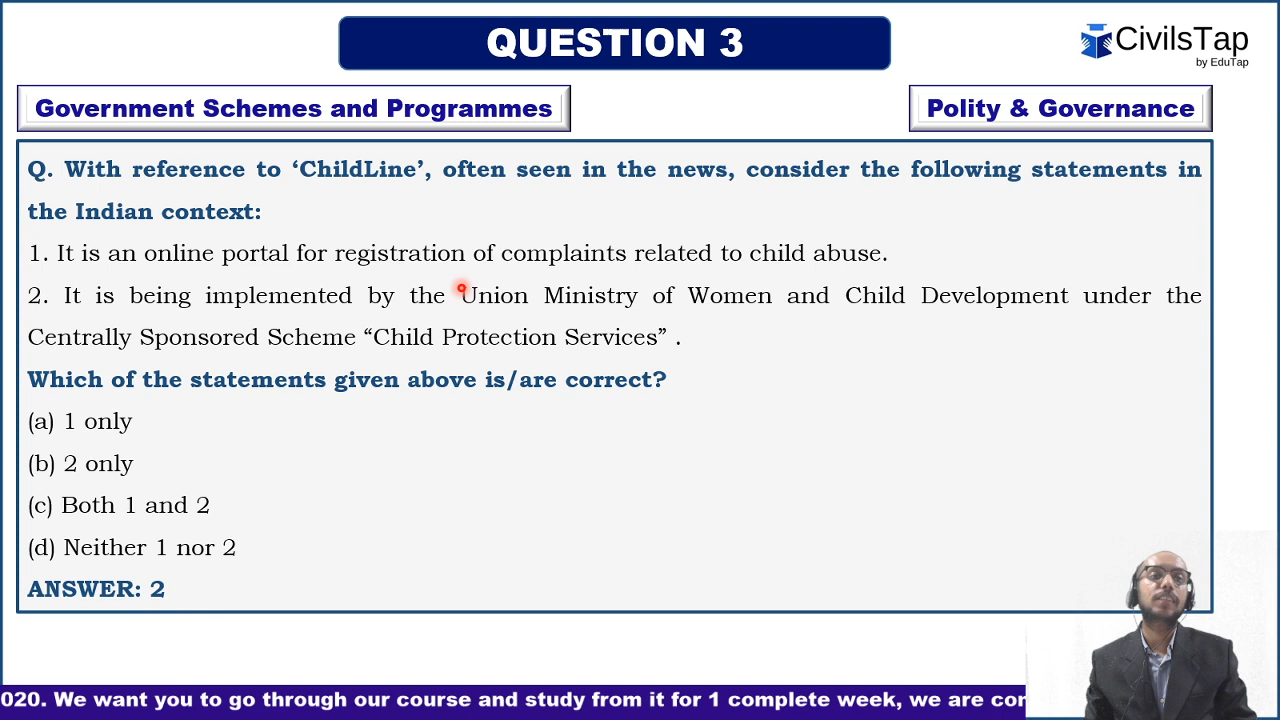 QUESTION 3
CivilsTap
by EduTap
Government Schemes and Programmes
Polity & Governance
Q. With reference to ‘ChildLine’, often seen in the news, consider the following statements in
the Indian context:
1. It is an online portal for registration of complaints related to child abuse.
2. It is being implemented by the Union Ministry of Women and Child Development under the
Centrally Sponsored Scheme “Child Protection Services” .
Which of the statements given above is/are correct?
(a) 1 only
(b) 2 only
(c) Both 1 and 2
(d) Neither 1 nor 2
ANSWER: 2
020. We want you to go through our course and study from it for 1 complete week, we are